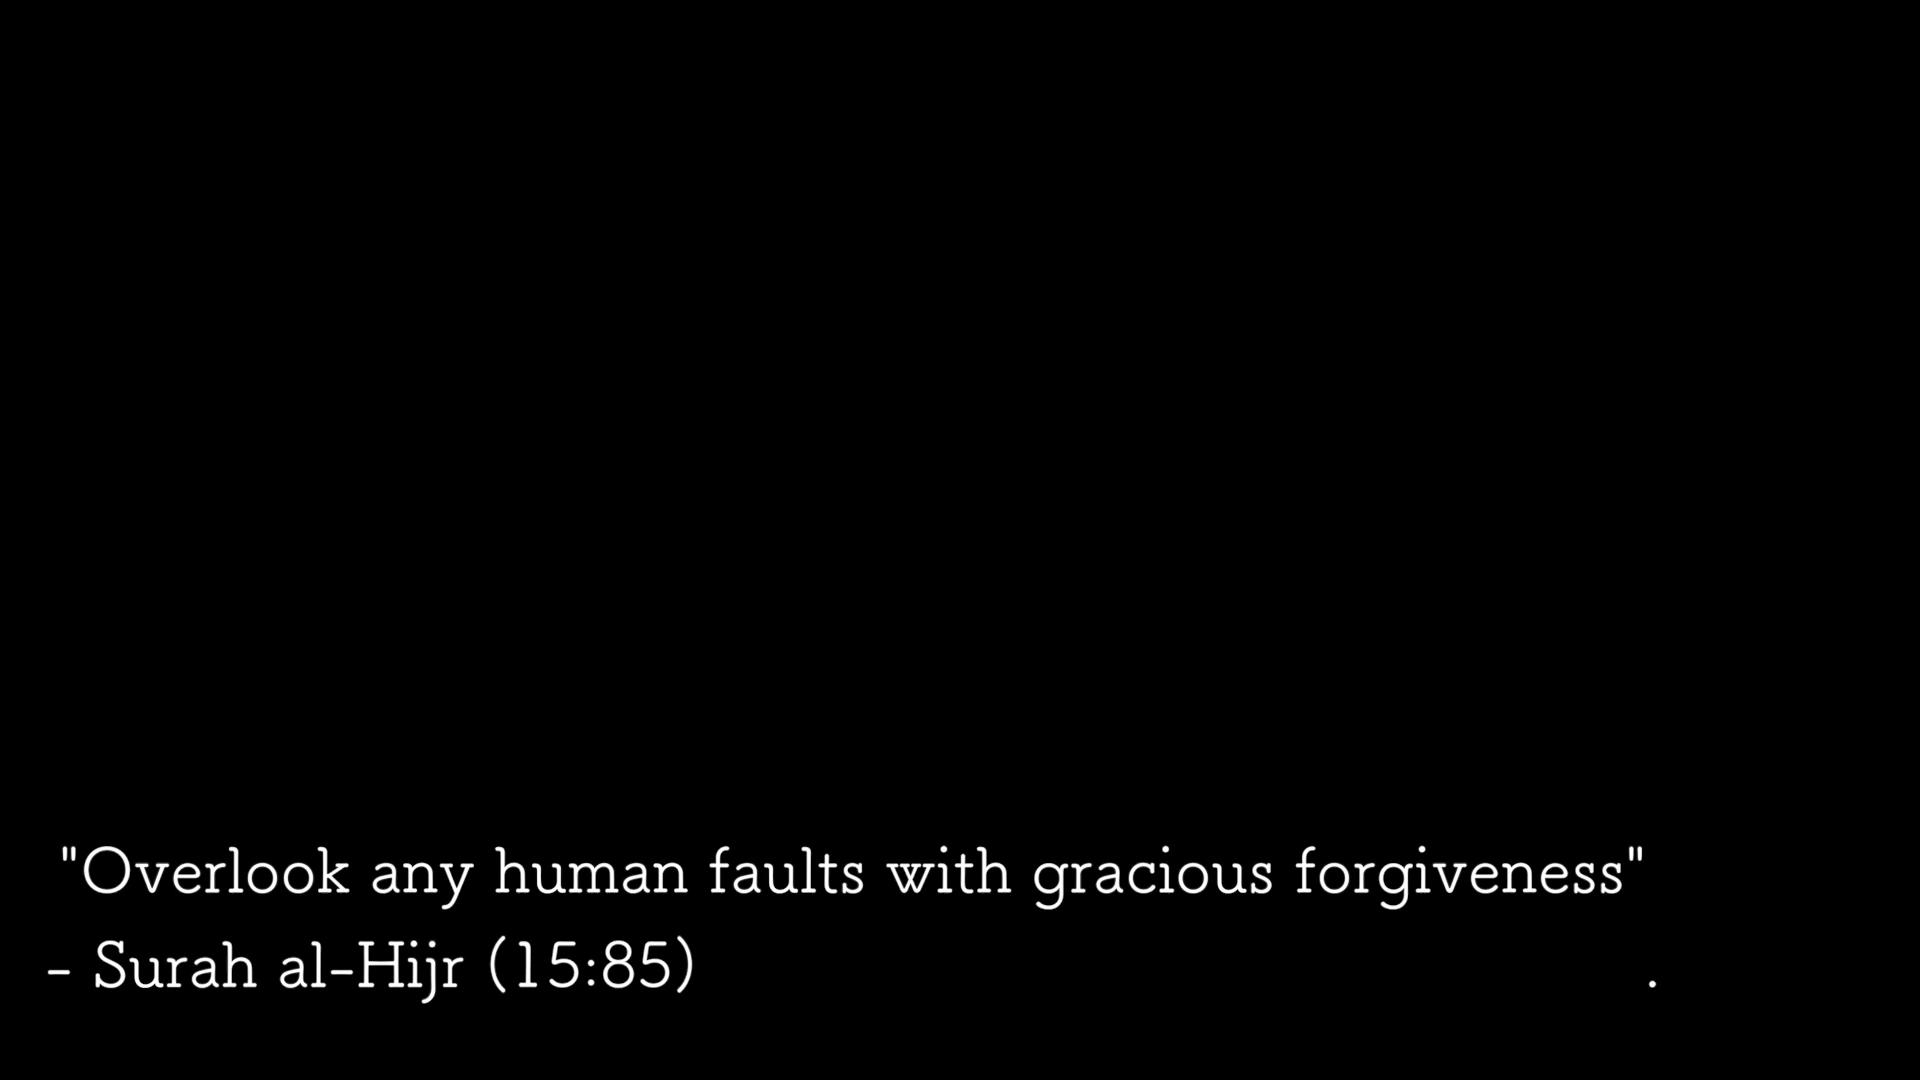 "Overlook any human faults with gracious forgiveness"
- Surah al-Hijr (15:85) .